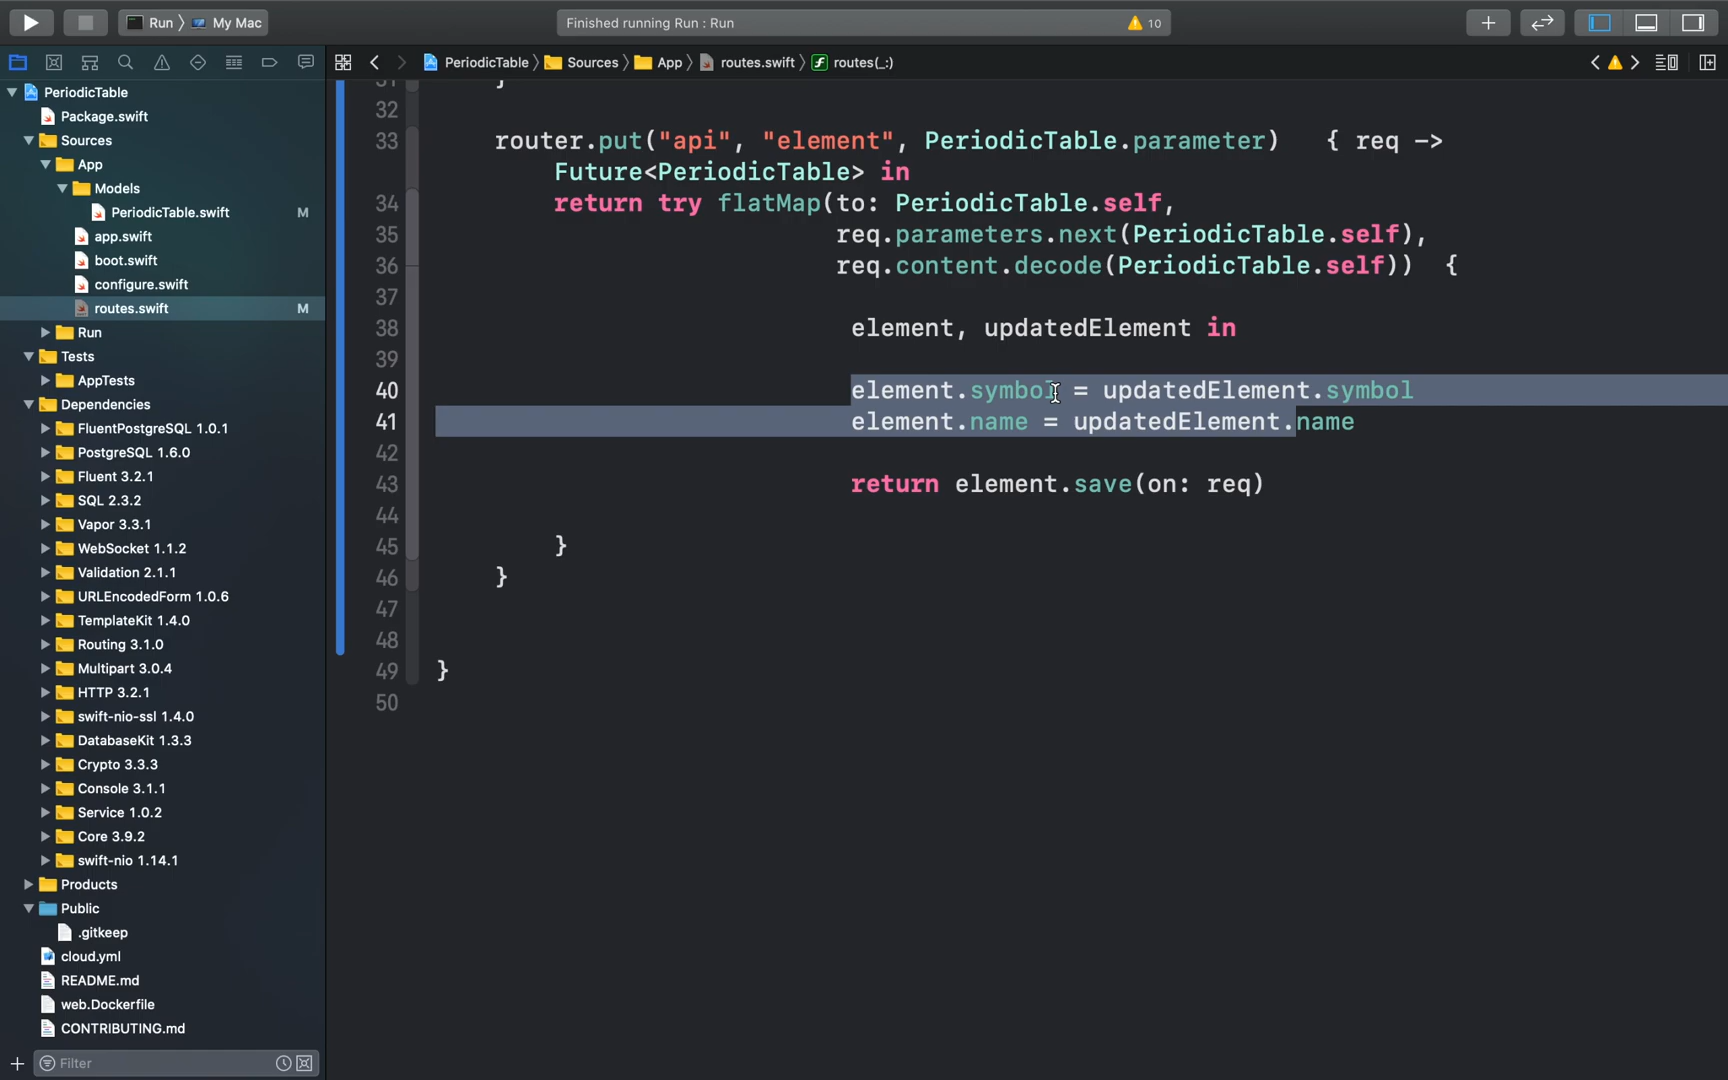 Run My Mac
Finished running Run : Run
10
PeriodicTable Sources App routes.swift routes(_:)
PeriodicTable
Package.swift
Sources
App
Models
PeriodicTable.swift M
app.swift
boot.swift
configure.swift
routes.swift M
Run
Tests
AppTests
Dependencies
FluentPostgreSQL 1.0.1
PostgreSQL 1.6.0
Fluent 3.2.1
SQL 2.3.2
Vapor 3.3.1
WebSocket 1.1.2
Validation 2.1.1
URLEncodedForm 1.0.6
TemplateKit 1.4.0
Routing 3.1.0
Multipart 3.0.4
HTTP 3.2.1
swift-nio-ssl 1.4.0
DatabaseKit 1.3.3
Crypto 3.3.3
Console 3.1.1
Service 1.0.2
Core 3.9.2
swift-nio 1.14.1
Products
Public
.gitkeep
cloud.yml
README.md
web.Dockerfile
CONTRIBUTING.md
Filter
31 }
32
33 router.put("api", "element", PeriodicTable.parameter) { req ->
Future<PeriodicTable> in
34 return try flatMap(to: PeriodicTable.self,
35 req.parameters.next(PeriodicTable.self),
36 req.content.decode(PeriodicTable.self)) {
37
38 element, updatedElement in
39
40 element.symbol = updatedElement.symbol
41 element.name = updatedElement.name
42
43 return element.save(on: req)
44
45 }
46 }
47
48
49 }
50